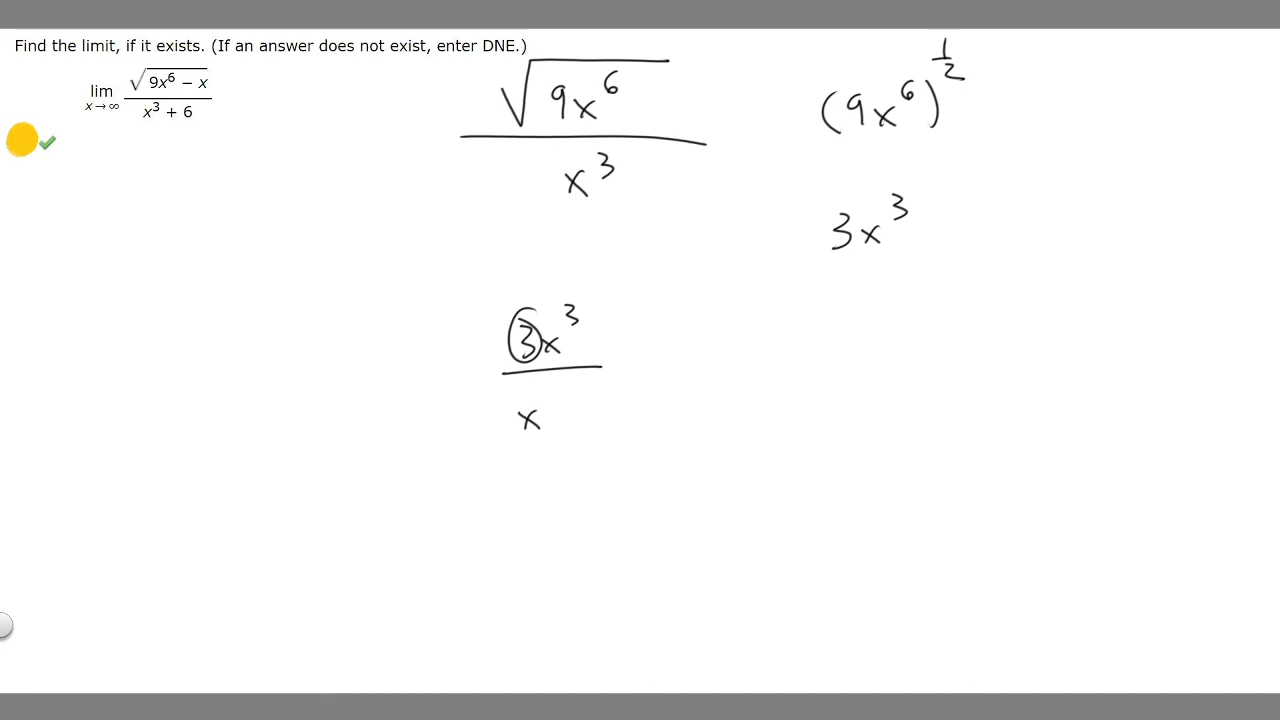 Find the limit, if it exists. (If an answer does not exist, enter DNE.)
lim x→∞ √(9x⁶ − x) / (x³ + 6)
√(9x⁶) / x³
(9x⁶)^(1/2)
3x³
3x³ / x